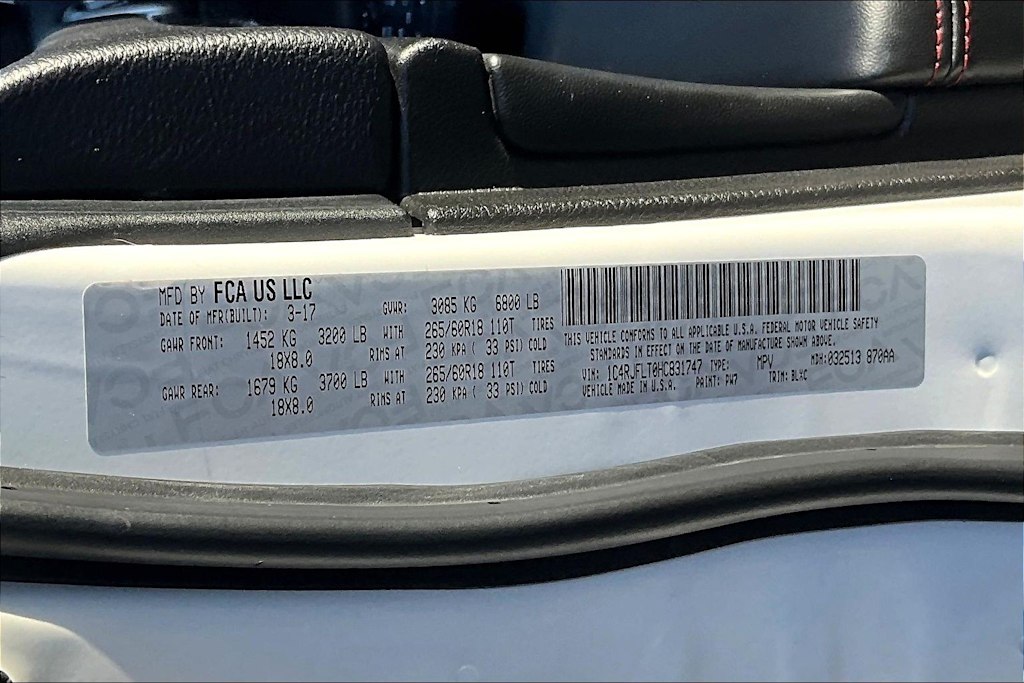 MFD BY FCA US LLC
DATE OF MFR(BUILT): 3-17
GVWR: 3085 KG 6800 LB
GAWR FRONT: 1452 KG 3200 LB WITH 265/60R18 110T TIRES
18X8.0 RIMS AT 230 KPA ( 33 PSI) COLD
GAWR REAR: 1679 KG 3700 LB WITH 265/60R18 110T TIRES
18X8.0 RIMS AT 230 KPA ( 33 PSI) COLD
THIS VEHICLE CONFORMS TO ALL APPLICABLE U.S.A. FEDERAL MOTOR VEHICLE SAFETY
STANDARDS IN EFFECT ON THE DATE OF MANUFACTURE SHOWN ABOVE.
VIN: 1C4RJFLT0HC831747 TYPE: MPV MDH:032513 870AA
VEHICLE MADE IN U.S.A. PAINT: PW7 TRIM: BLYC